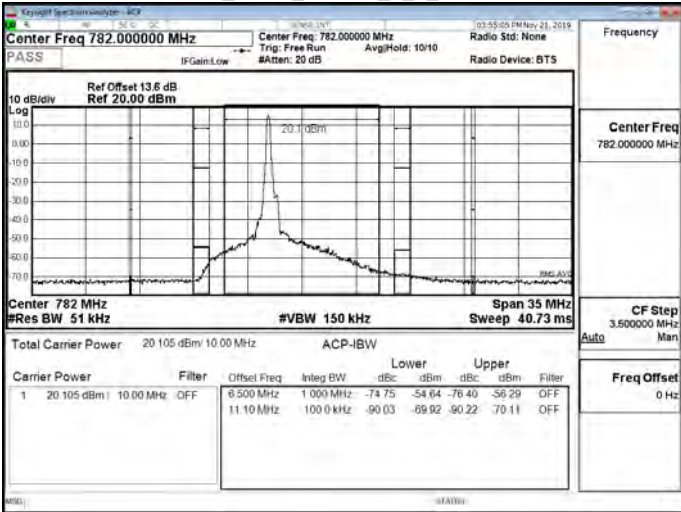 Keysight Spectrum Analyzer - ACP
03:55:05 PM Nov 21, 2019
Center Freq 782.000000 MHz
Center Freq: 782.000000 MHz
Radio Std: None
Trig: Free Run
Avg|Hold: 10/10
PASS
IFGain:Low
#Atten: 20 dB
Radio Device: BTS
Ref Offset 13.6 dB
10 dB/div
Ref 20.00 dBm
Log
10.0
0.00
-10.0
-20.0
-30.0
-40.0
-50.0
-60.0
-70.0
20.1 dBm
RMS AVG
Center 782 MHz
Span 35 MHz
#Res BW 51 kHz
#VBW 150 kHz
Sweep 40.73 ms
Total Carrier Power 20.105 dBm/ 10.00 MHz
ACP-IBW
Lower Upper
Carrier Power Filter
Offset Freq Integ BW dBc dBm dBc dBm Filter
1 20.105 dBm / 10.00 MHz OFF
6.500 MHz 1.000 MHz -74.75 -54.64 -76.40 -56.29 OFF
11.10 MHz 100.0 kHz -90.03 -69.92 -90.22 -70.11 OFF
MSG
STATUS
Frequency
Center Freq
782.000000 MHz
CF Step
3.500000 MHz
Auto Man
Freq Offset
0 Hz